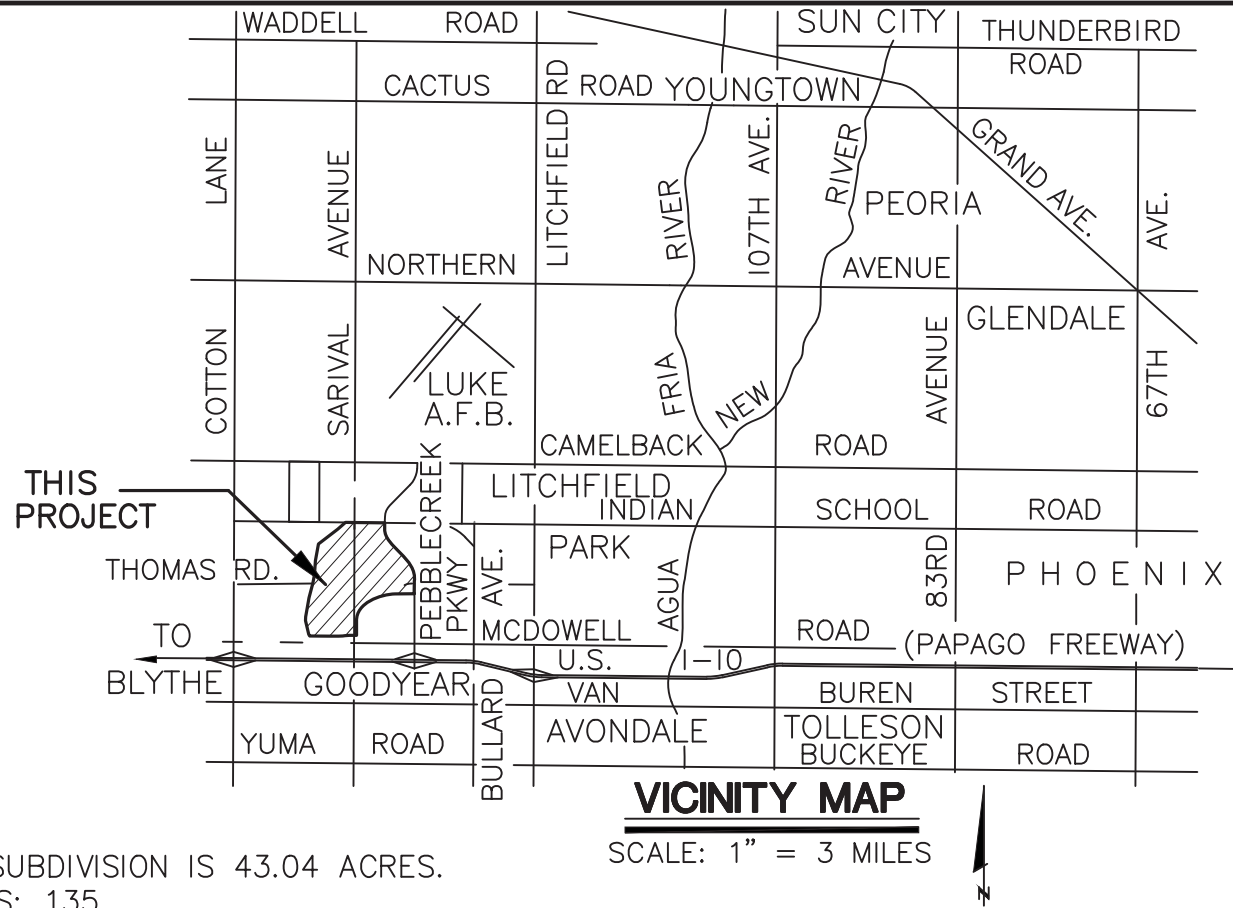 WADDELL ROAD
SUN CITY
THUNDERBIRD
ROAD
CACTUS ROAD
YOUNGTOWN
LITCHFIELD RD
GRAND AVE.
LANE
COTTON
AVENUE
SARIVAL
RIVER
FRIA
AGUA
107TH AVE.
RIVER
NEW
PEORIA
AVE.
67TH
NORTHERN AVENUE
GLENDALE
AVENUE
83RD
LUKE
A.F.B.
CAMELBACK ROAD
THIS
PROJECT
PEBBLECREEK
PKWY
LITCHFIELD
PARK
INDIAN SCHOOL ROAD
THOMAS RD.
AVE.
BULLARD
PHOENIX
TO
BLYTHE
MCDOWELL ROAD
(PAPAGO FREEWAY)
U.S. I-10
GOODYEAR
VAN BUREN STREET
AVONDALE
TOLLESON
YUMA ROAD
BUCKEYE ROAD
VICINITY MAP
SCALE: 1" = 3 MILES
N
SUBDIVISION IS 43.04 ACRES.
S: 135